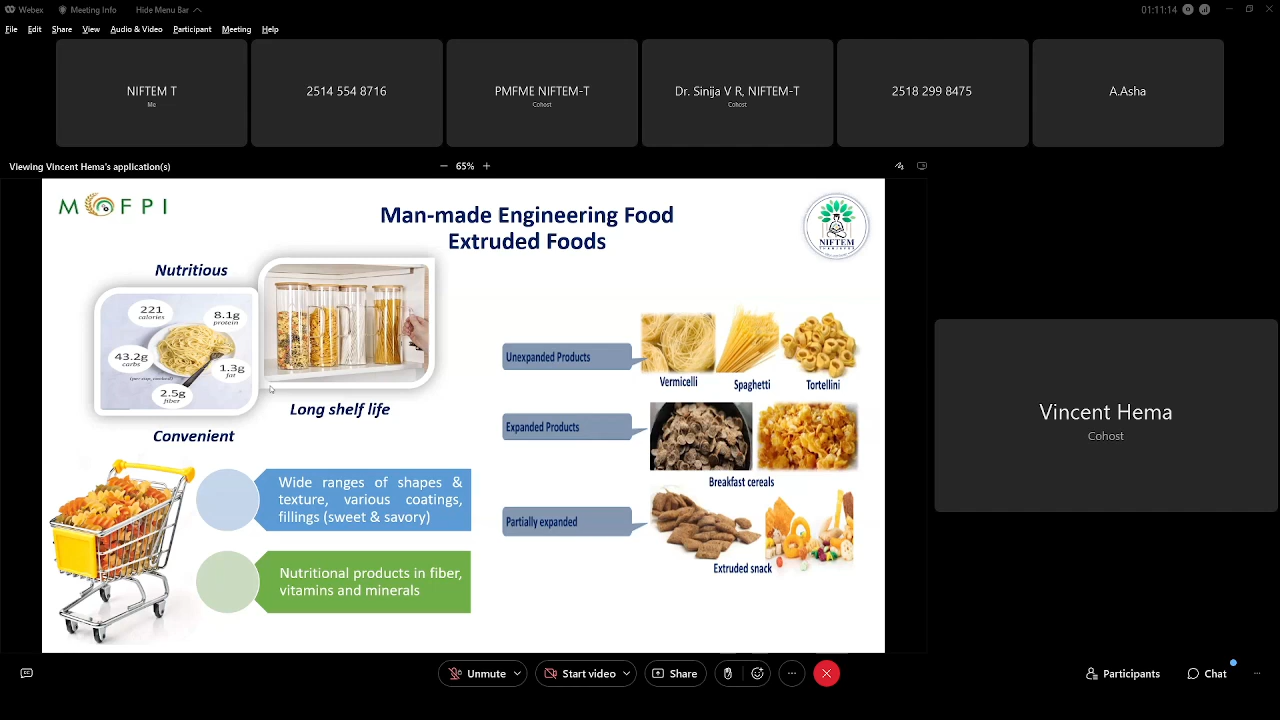 Webex
Meeting Info
Hide Menu Bar
01:11:14
File
Edit
Share
View
Audio & Video
Participant
Meeting
Help
NIFTEM T
Me
2514 554 8716
PMFME NIFTEM-T
Cohost
Dr. Sinija V R, NIFTEM-T
Cohost
2518 299 8475
A.Asha
Viewing Vincent Hema's application(s)
65%
M FPI
Man-made Engineering Food
Extruded Foods
NIFTEM
Nutritious
221
calories
8.1g
protein
43.2g
carbs
1.3g
fat
2.5g
fiber
Long shelf life
Convenient
Wide ranges of shapes &
texture, various coatings,
fillings (sweet & savory)
Nutritional products in fiber,
vitamins and minerals
Unexpanded Products
Vermicelli
Spaghetti
Tortellini
Expanded Products
Breakfast cereals
Partially expanded
Extruded snack
Vincent Hema
Cohost
Unmute
Start video
Share
Participants
Chat